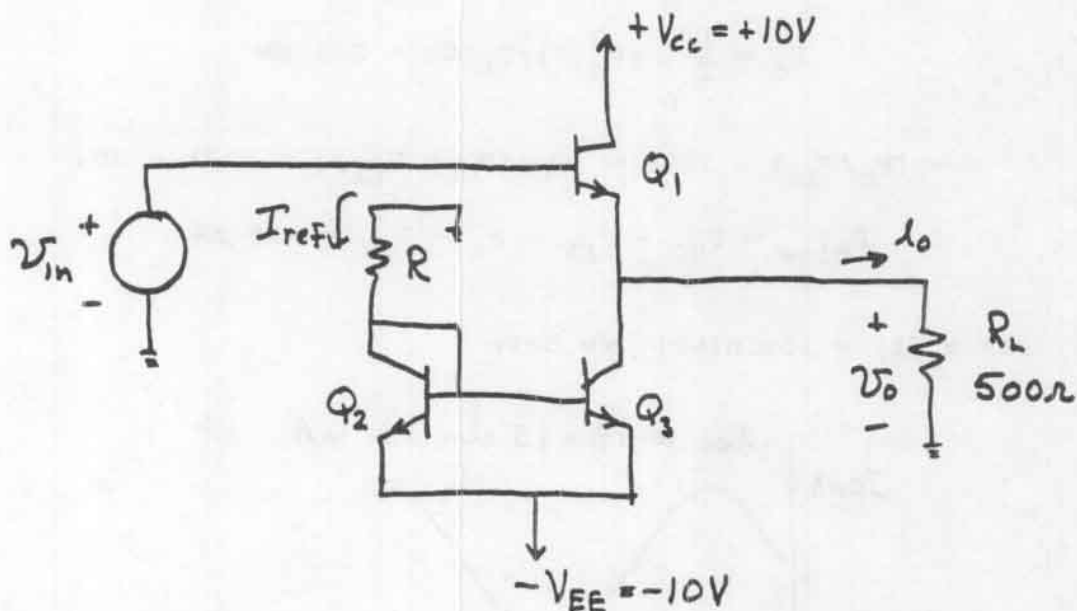 +Vcc = +10V
Q1
+
Vin
-
Iref
R
io
+
vo
-
RL
500Ω
Q2
Q3
-VEE = -10V